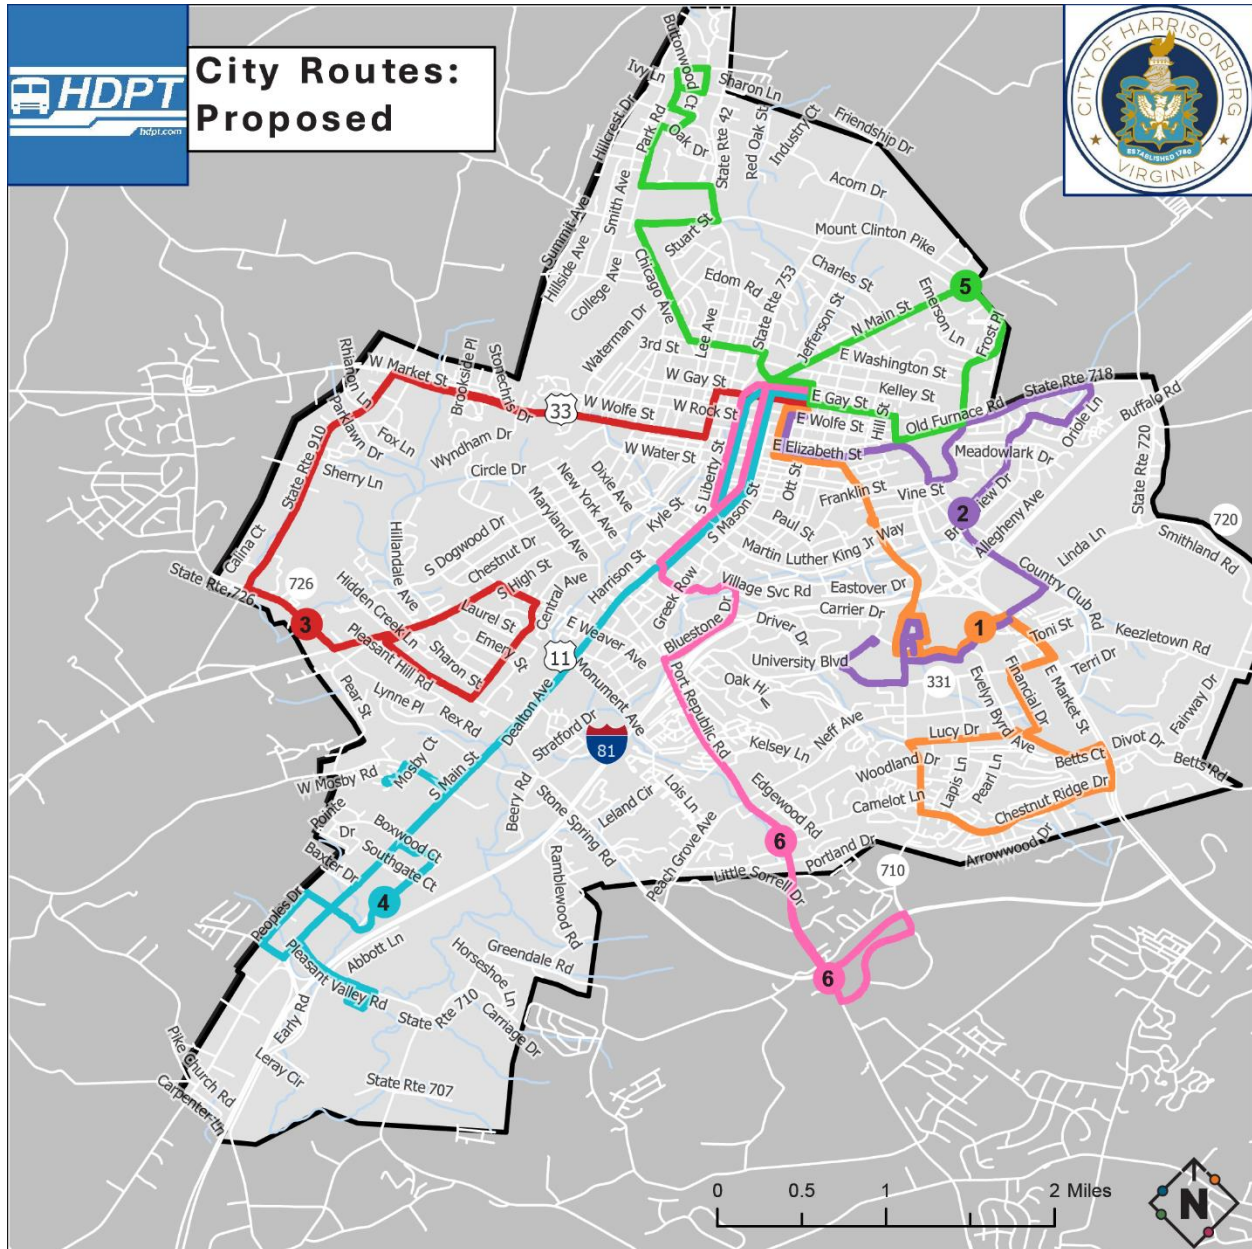 HDPT
hdpt.com
City Routes:
Proposed
CITY OF HARRISONBURG
VIRGINIA
ESTABLISHED 1780
Buttonwood Ct
Ivy Ln
Sharon Ln
Hillcrest Dr
Park Rd
Oak Dr
State Rte 42
Red Oak St
Industry Ct
Friendship Dr
Acorn Dr
Summit Ave
Smith Ave
Hillside Ave
Stuart St
Mount Clinton Pike
College Ave
Chicago Ave
Edom Rd
State Rte 753
Charles St
Emerson Ln
5
Waterman Dr
Lee Ave
Jefferson St
N Main St
Frost Pl
3rd St
E Washington St
Rhianon Ln
W Market St
Brookside Pl
Stonechris Dr
W Gay St
Kelley St
State Rte 718
Parklawn Dr
33
W Wolfe St
W Rock St
E Gay St
Hill St
Old Furnace Rd
Oriole Ln
Buffalo Rd
E Wolfe St
State Rte 910
Fox Ln
Wyndham Dr
W Water St
E Elizabeth St
Meadowlark Dr
State Rte 720
Sherry Ln
Circle Dr
New York Ave
Dixie Ave
S Liberty St
Ott St
Franklin St
Vine St
2
Allegheny Ave
720
Maryland Ave
Kyle St
S Mason St
Paul St
Linda Ln
Smithland Rd
Calina Ct
Hillandale Ave
S Dogwood Dr
Chestnut Dr
Martin Luther King Jr Way
State Rte 726
726
Hidden Creek Ln
S High St
Central Ave
Harrison St
Greek Row
Village Svc Rd
Eastover Dr
Country Club Rd
3
Laurel St
E Weaver Ave
Bluestone Dr
Driver Dr
Carrier Dr
1
Toni St
Keezletown Rd
Pleasant Hill Rd
Sharon St
Emery St
11
University Blvd
331
Terri Dr
Pear St
Lynne Pl
Rex Rd
Dealton Ave
Monument Ave
Port Republic Rd
Oak Hi
Evelyn Byrd Ave
Financial Dr
E Market St
Fairway Dr
Stratford Dr
81
Neff Ave
Lucy Dr
W Mosby Rd
Mosby Ct
S Main St
Kelsey Ln
Woodland Dr
Betts Ct
Divot Dr
Betts Rd
Pointe
Dr
Beery Rd
Stone Spring Rd
Leland Cir
Lois Ln
Edgewood Rd
Camelot Ln
Lapis Ln
Pearl Ln
Chestnut Ridge Dr
Boxwood Ct
Baxter Dr
Southgate Ct
Peach Grove Ave
6
Portland Dr
Arrowwood Dr
Ramblewood Rd
Little Sorrell Dr
710
4
Peoples Dr
Abbott Ln
Greendale Rd
Pleasant Valley Rd
Horseshoe Ln
6
Early Rd
State Rte 710
Carriage Dr
Pike Church Rd
Leray Cir
Carpenter Ln
State Rte 707
0 0.5 1 2 Miles
N